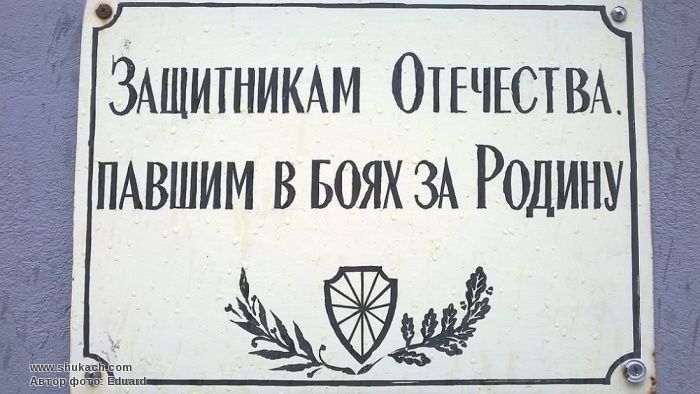 Защитникам Отечества.
павшим в боях за Родину
www.shukach.com
Автор фото: Eduard